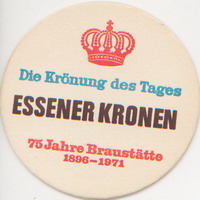 Die Krönung des Tages
ESSENER KRONEN
75 Jahre Braustätte
1896-1971